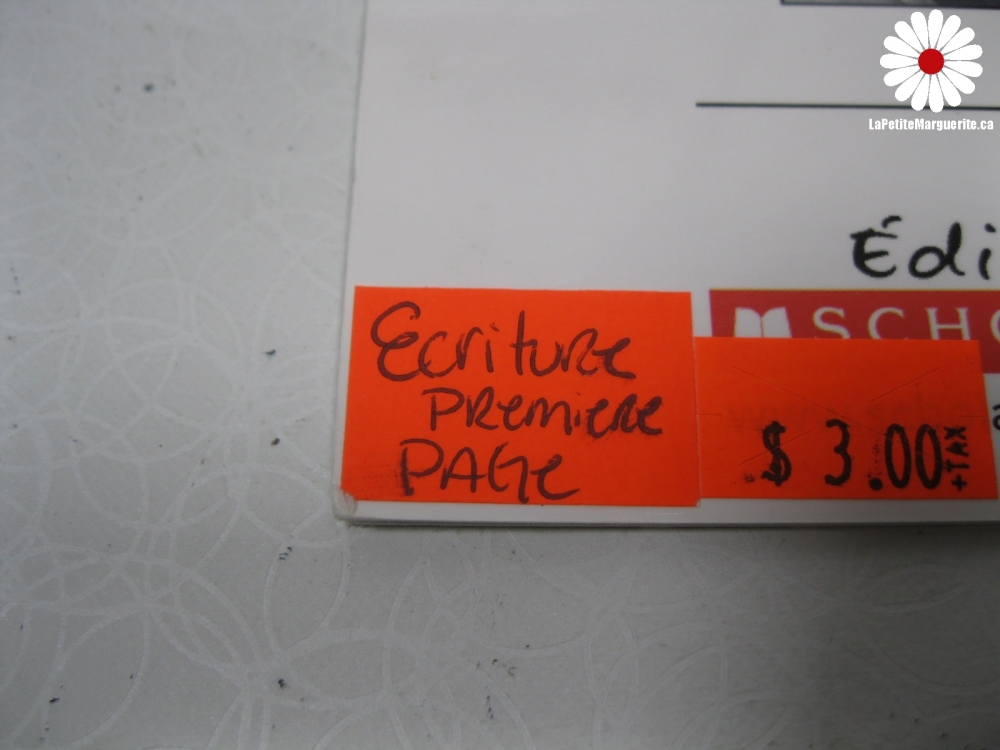 LaPetiteMarguerite.ca
Édi
SCHO
Ecriture
PREMIERE
PAGE
$ 3.00 +TAX